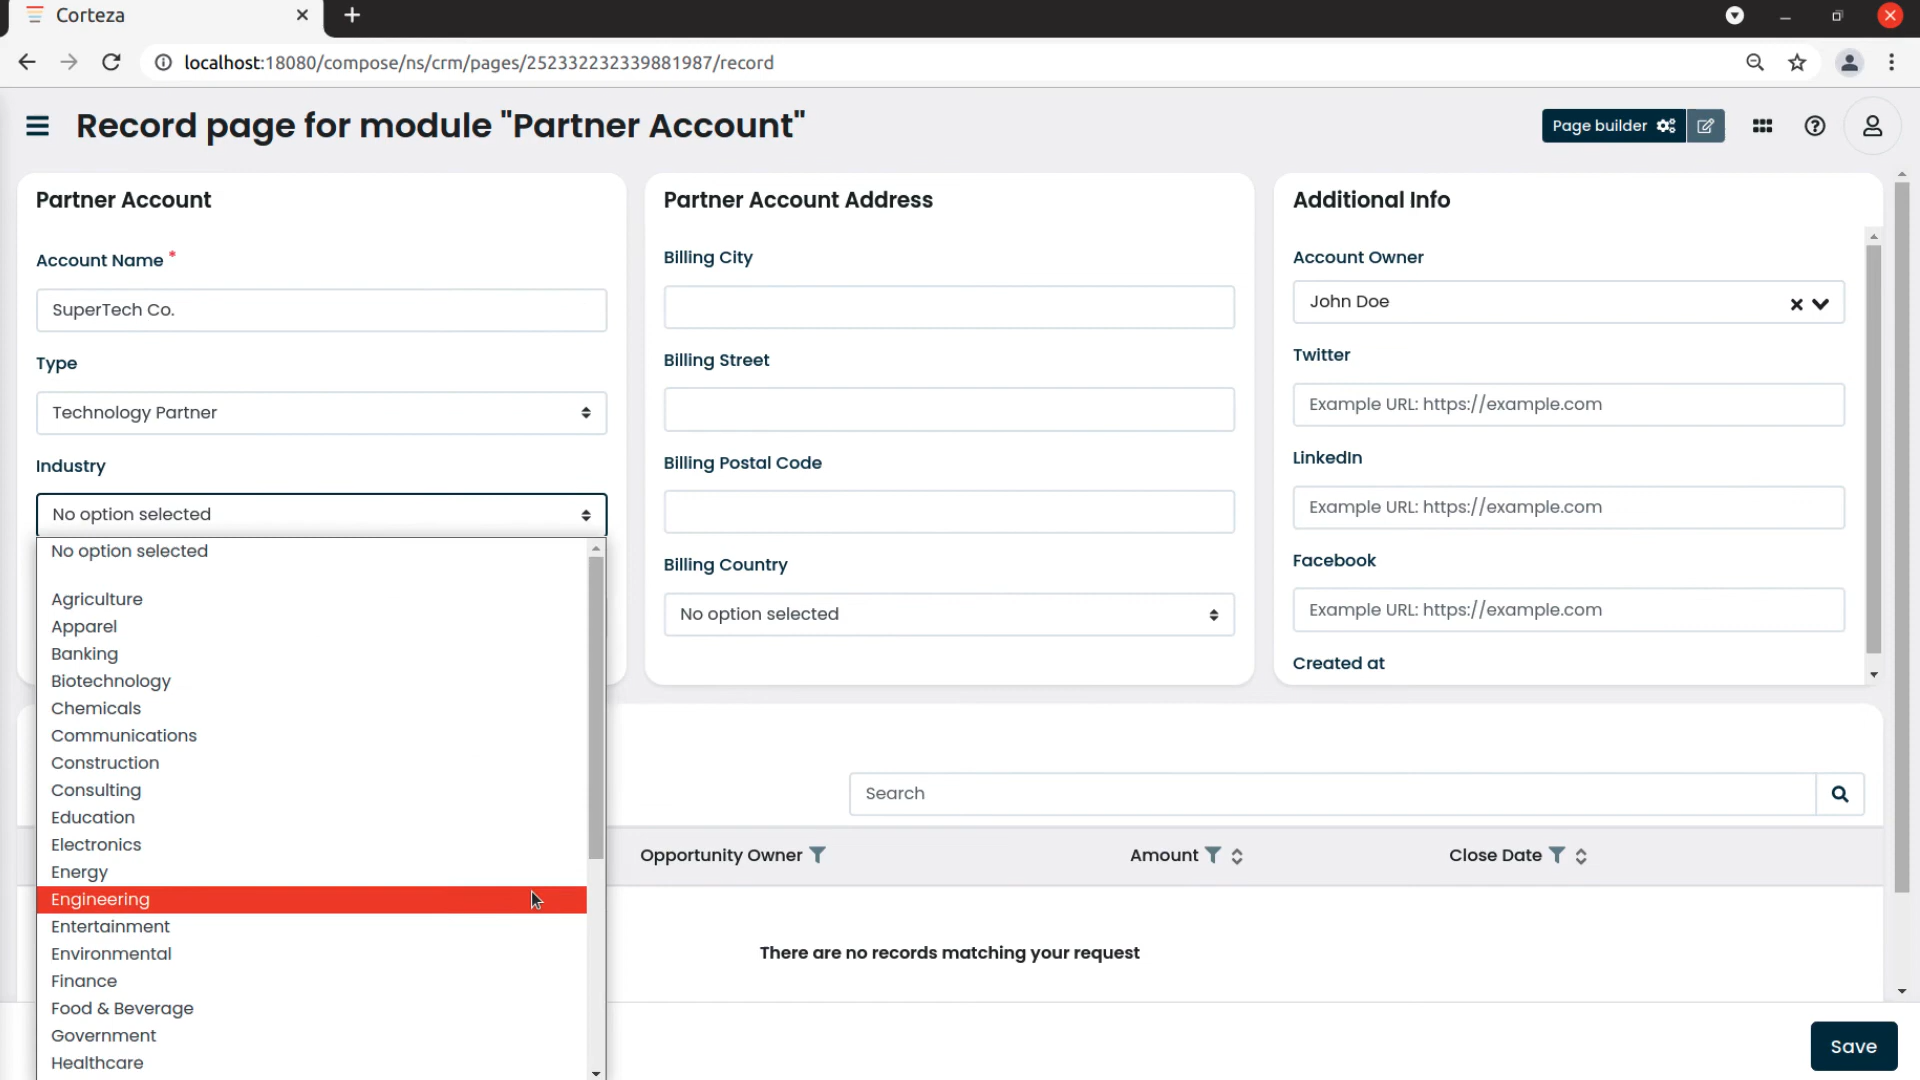 Corteza
localhost:18080/compose/ns/crm/pages/252332232339881987/record
Record page for module "Partner Account"
Page builder
Partner Account
Account Name *
SuperTech Co.
Type
Technology Partner
Industry
No option selected
No option selected
Agriculture
Apparel
Banking
Biotechnology
Chemicals
Communications
Construction
Consulting
Education
Electronics
Energy
Engineering
Entertainment
Environmental
Finance
Food & Beverage
Government
Healthcare
Partner Account Address
Billing City
Billing Street
Billing Postal Code
Billing Country
No option selected
Additional Info
Account Owner
John Doe
Twitter
Example URL: https://example.com
LinkedIn
Example URL: https://example.com
Facebook
Example URL: https://example.com
Created at
Search
Opportunity Owner Amount Close Date
There are no records matching your request
Save